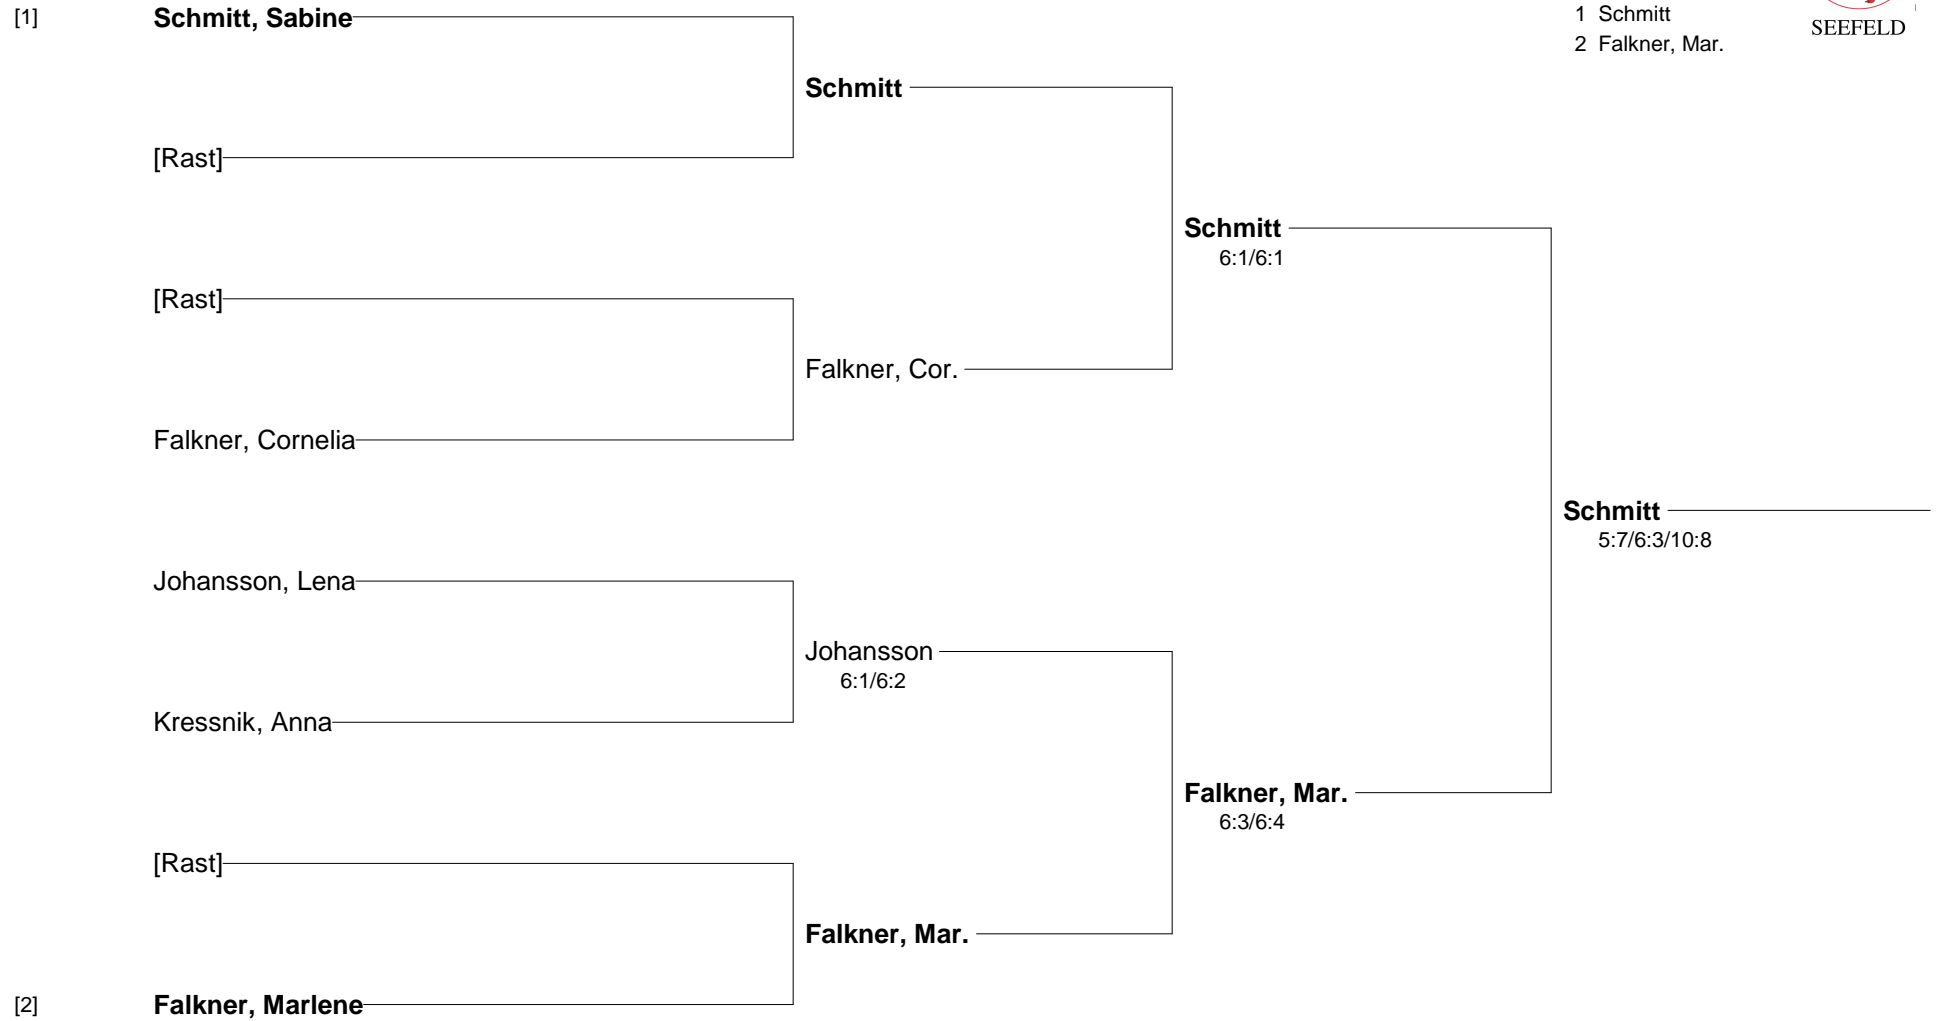 [1] Schmitt, Sabine
1 Schmitt
2 Falkner, Mar.
SEEFELD
Schmitt
[Rast]
Schmitt
6:1/6:1
[Rast]
Falkner, Cor.
Falkner, Cornelia
Schmitt
5:7/6:3/10:8
Johansson, Lena
Johansson
6:1/6:2
Kressnik, Anna
Falkner, Mar.
6:3/6:4
[Rast]
Falkner, Mar.
[2] Falkner, Marlene